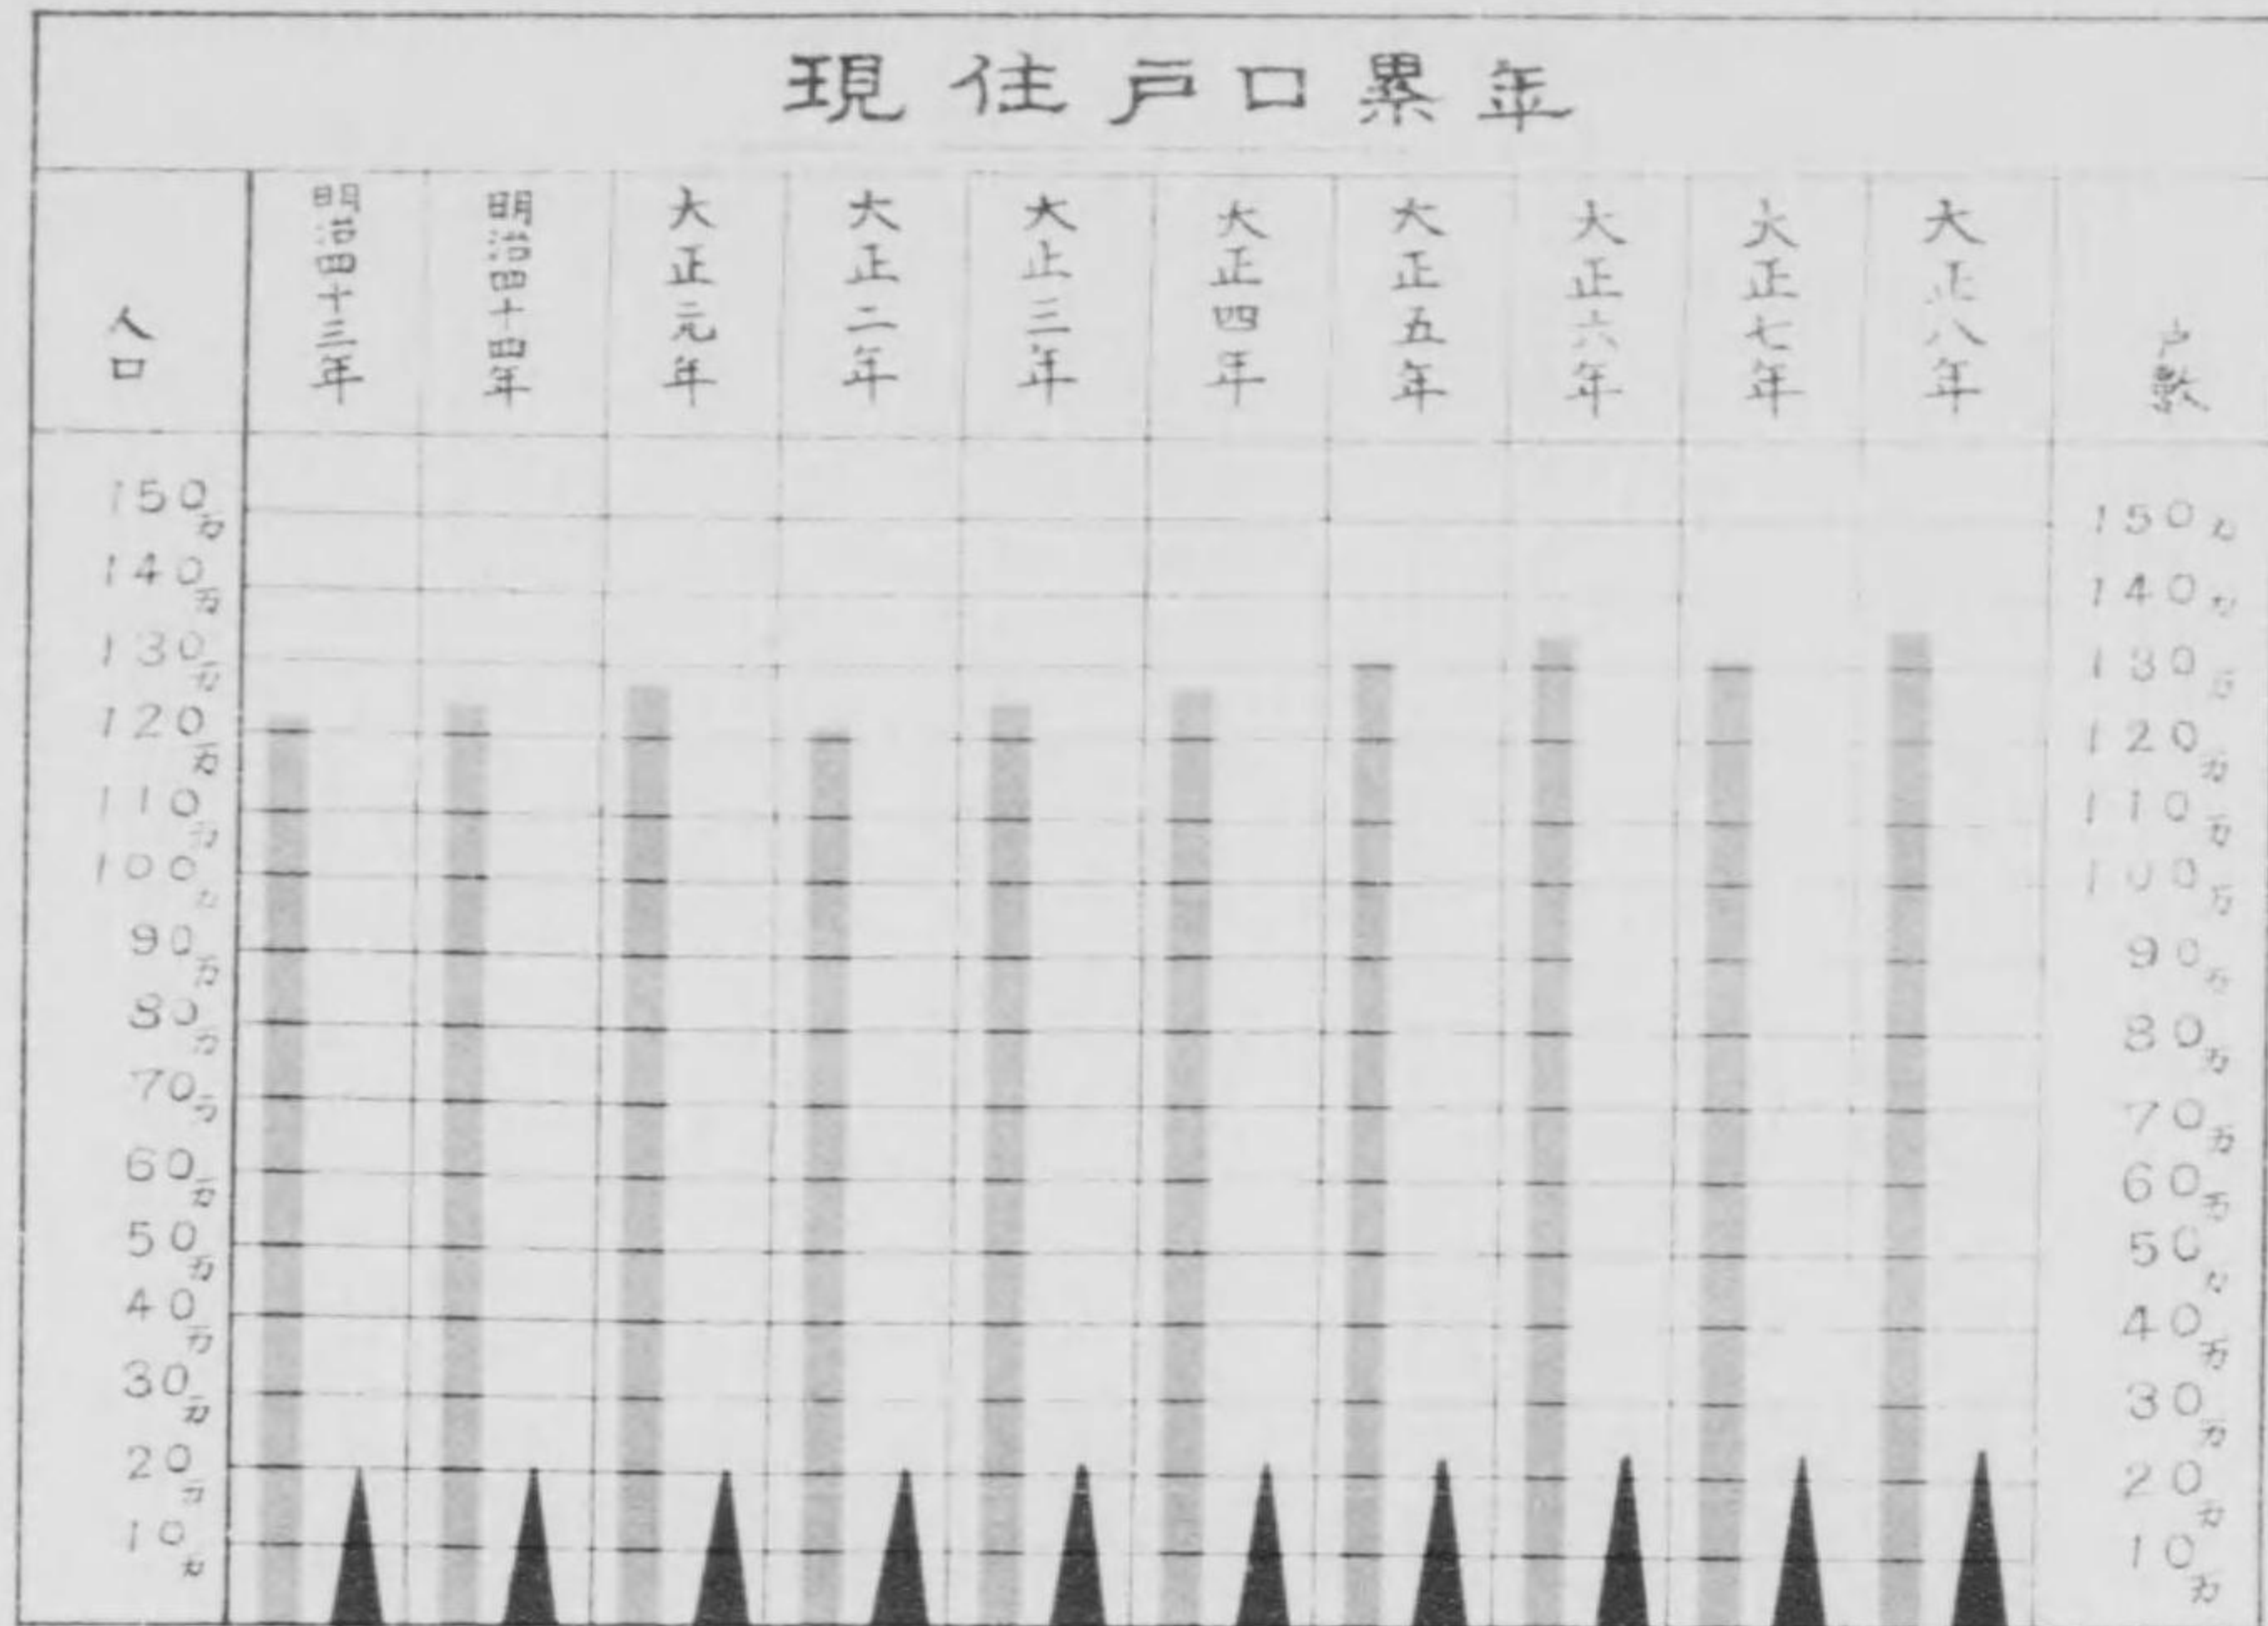 現住戸口累年
人口
明治四十三年
明治四十四年
大正元年
大正二年
大正三年
大正四年
大正五年
大正六年
大正七年
大正八年
戸数
150万
140万
130万
120万
110万
100万
90万
80万
70万
60万
50万
40万
30万
20万
10万
150万
140万
130万
120万
110万
100万
90万
80万
70万
60万
50万
40万
30万
20万
10万